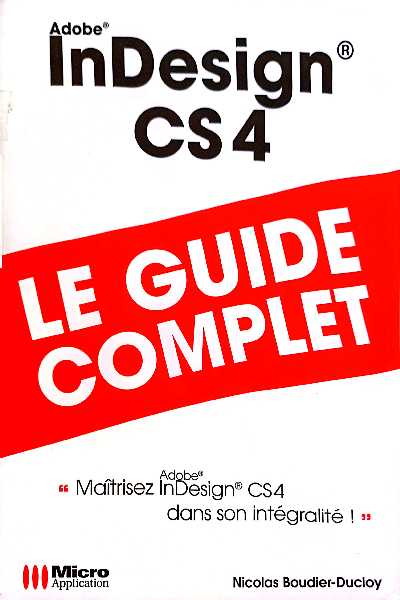 Adobe®
InDesign®
CS4
LE GUIDE
COMPLET
Adobe®
“ Maîtrisez InDesign® CS4
dans son intégralité ! ”
Micro
Application
Nicolas Boudier-Ducloy